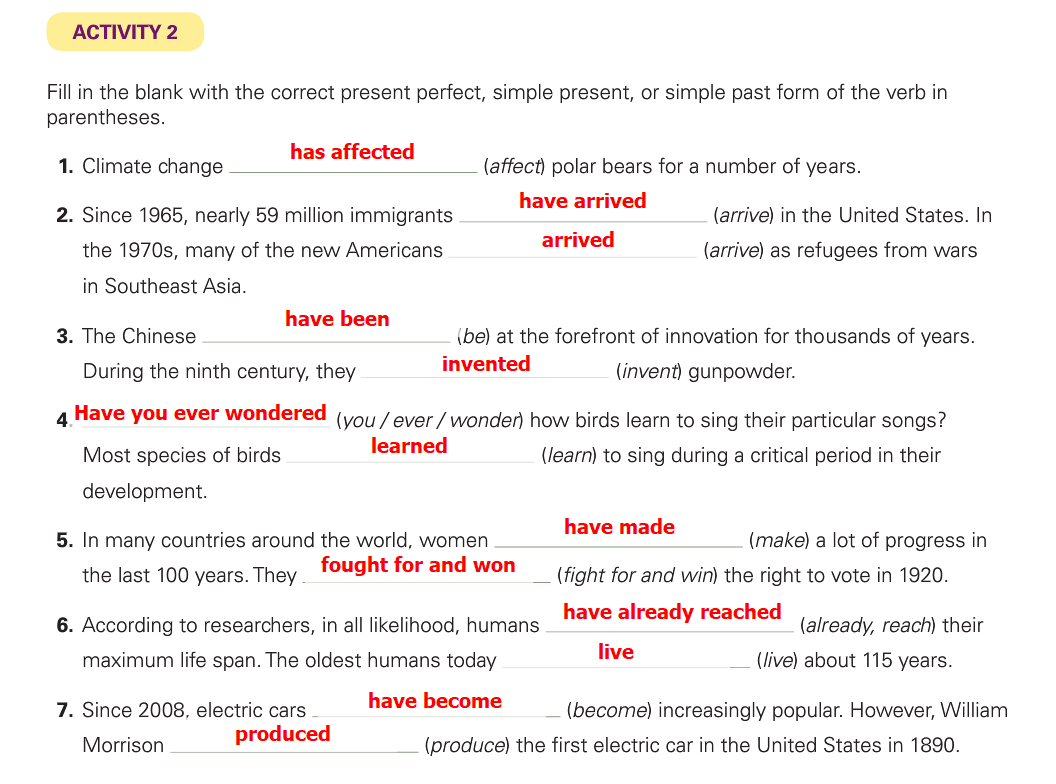 ACTIVITY 2
Fill in the blank with the correct present perfect, simple present, or simple past form of the verb in
parentheses.
1. Climate change has affected (affect) polar bears for a number of years.
2. Since 1965, nearly 59 million immigrants have arrived (arrive) in the United States. In
the 1970s, many of the new Americans arrived (arrive) as refugees from wars
in Southeast Asia.
3. The Chinese have been (be) at the forefront of innovation for thousands of years.
During the ninth century, they invented (invent) gunpowder.
4. Have you ever wondered (you / ever / wonder) how birds learn to sing their particular songs?
Most species of birds learned (learn) to sing during a critical period in their
development.
5. In many countries around the world, women have made (make) a lot of progress in
the last 100 years. They fought for and won (fight for and win) the right to vote in 1920.
6. According to researchers, in all likelihood, humans have already reached (already, reach) their
maximum life span. The oldest humans today live (live) about 115 years.
7. Since 2008, electric cars have become (become) increasingly popular. However, William
Morrison produced (produce) the first electric car in the United States in 1890.